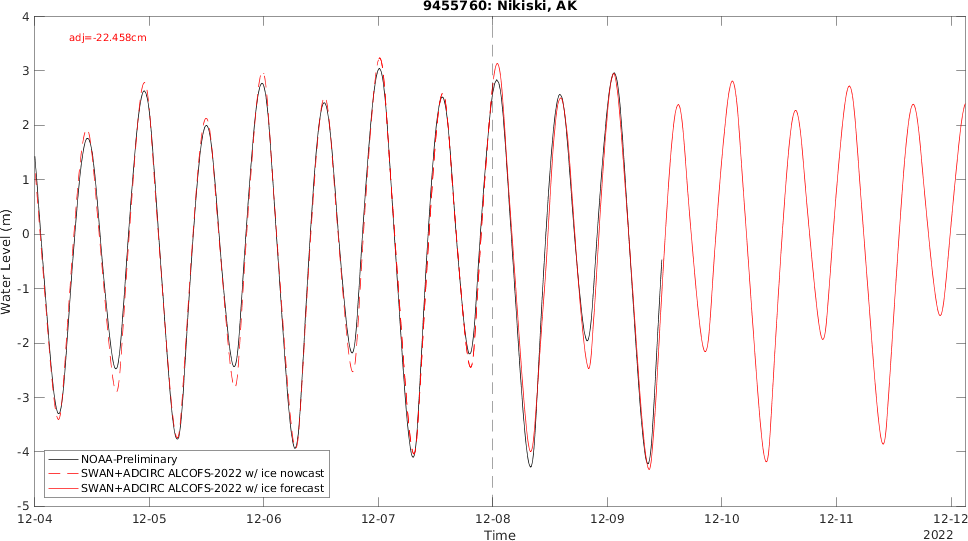 9455760: Nikiski, AK
adj=-22.458cm
Water Level (m)
4
3
2
1
0
-1
-2
-3
-4
-5
NOAA-Preliminary
SWAN+ADCIRC ALCOFS-2022 w/ ice nowcast
SWAN+ADCIRC ALCOFS-2022 w/ ice forecast
12-04 12-05 12-06 12-07 12-08 12-09 12-10 12-11 12-12
Time
2022